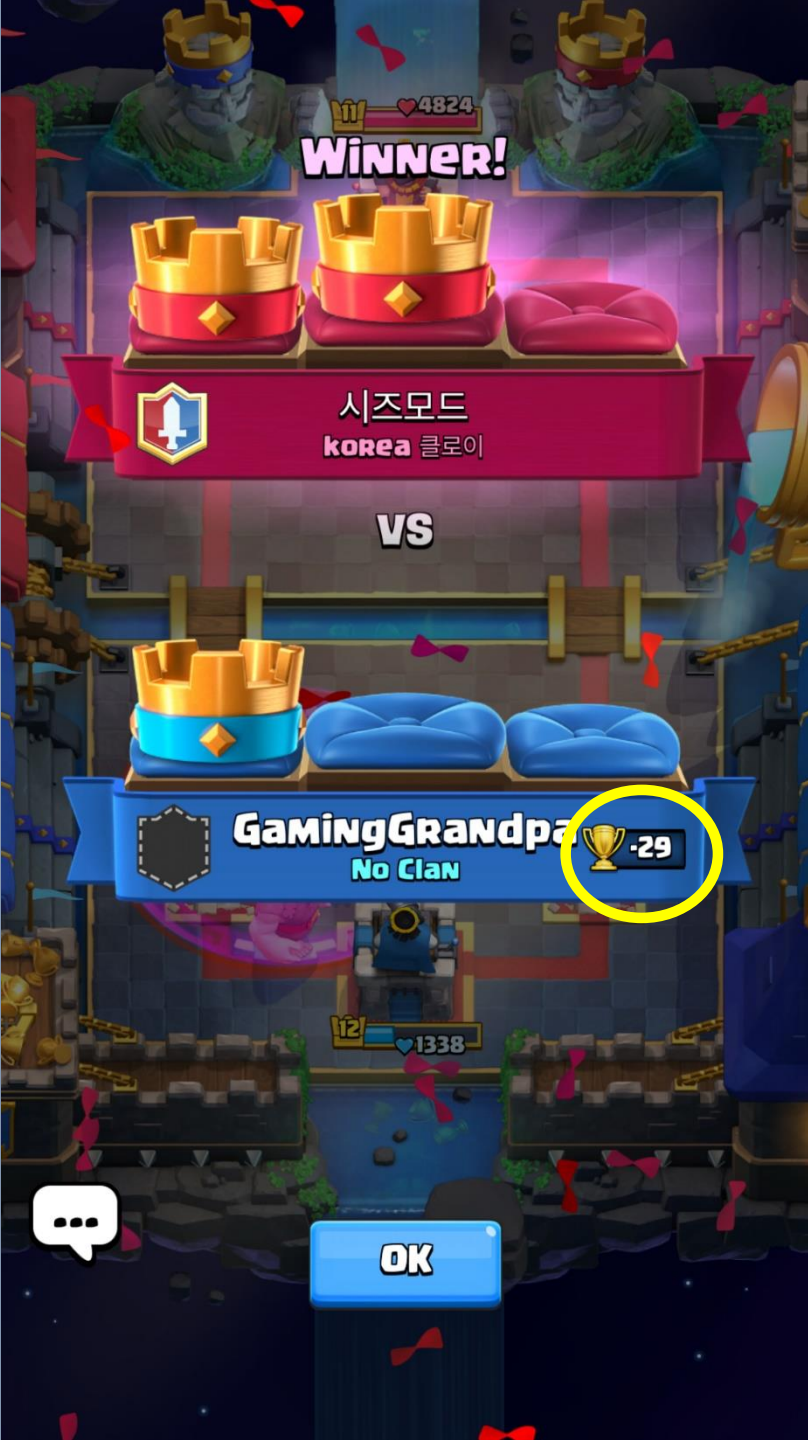 11 4824
WINNER!
시즈모드
korea 클로이
VS
GamingGrandpa
-29
No Clan
12
1338
OK